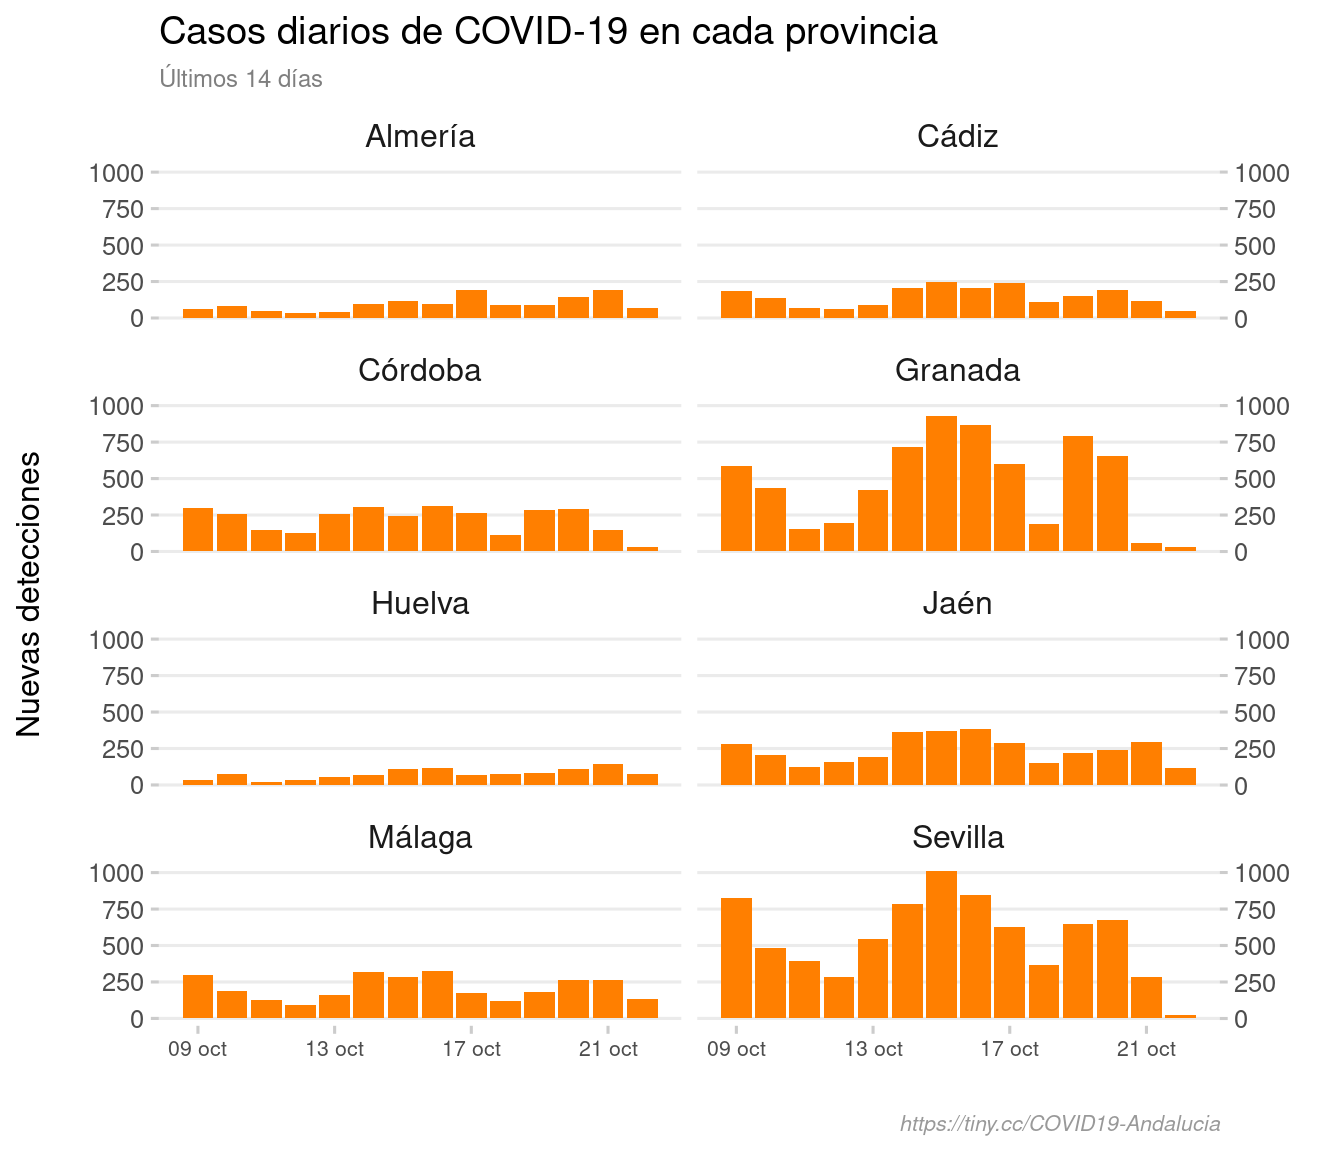 Casos diarios de COVID-19 en cada provincia
Últimos 14 días
Almería
Cádiz
1000
750
500
250
0
1000
750
500
250
0
Córdoba
Granada
1000
750
500
250
0
1000
750
500
250
0
Huelva
Jaén
1000
750
500
250
0
1000
750
500
250
0
Málaga
Sevilla
1000
750
500
250
0
1000
750
500
250
0
09 oct 13 oct 17 oct 21 oct
09 oct 13 oct 17 oct 21 oct
Nuevas detecciones
https://tiny.cc/COVID19-Andalucia